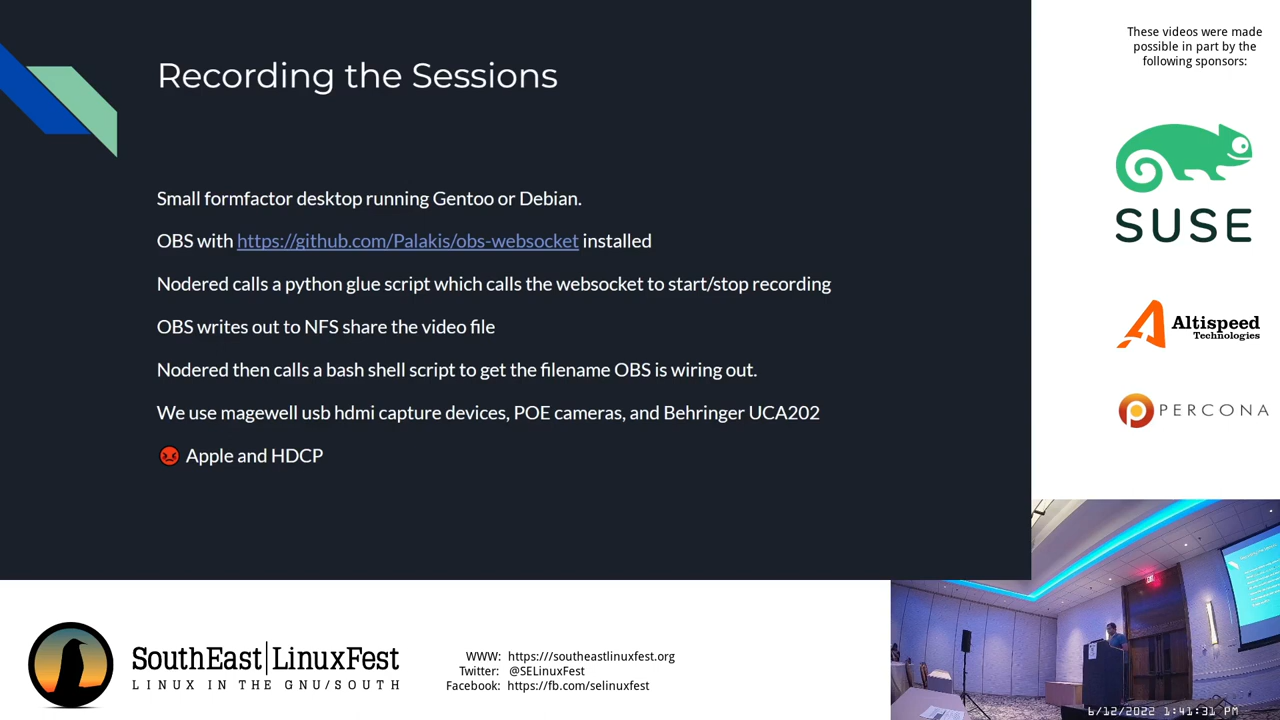 Recording the Sessions
Small formfactor desktop running Gentoo or Debian.
OBS with https://github.com/Palakis/obs-websocket installed
Nodered calls a python glue script which calls the websocket to start/stop recording
OBS writes out to NFS share the video file
Nodered then calls a bash shell script to get the filename OBS is wiring out.
We use magewell usb hdmi capture devices, POE cameras, and Behringer UCA202
Apple and HDCP
These videos were made
possible in part by the
following sponsors:
SUSE
Altispeed
Technologies
PERCONA
SouthEast LinuxFest
LINUX IN THE GNU/SOUTH
WWW: https:///southeastlinuxfest.org
Twitter: @SELinuxFest
Facebook: https://fb.com/selinuxfest
6/12/2022 1:41:31 PM